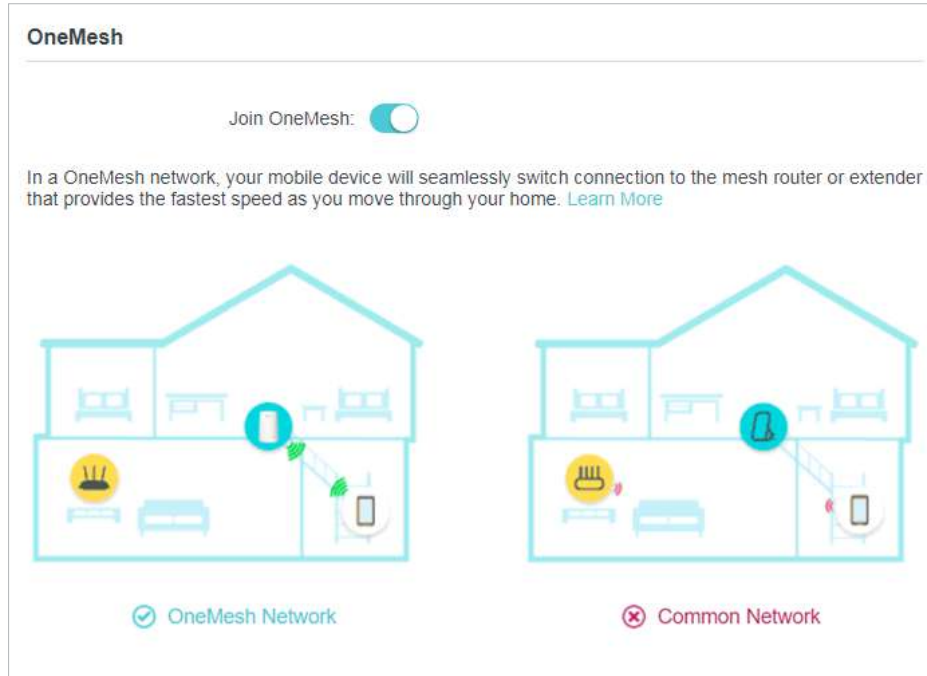 OneMesh
Join OneMesh:
In a OneMesh network, your mobile device will seamlessly switch connection to the mesh router or extender
that provides the fastest speed as you move through your home. Learn More
OneMesh Network
Common Network